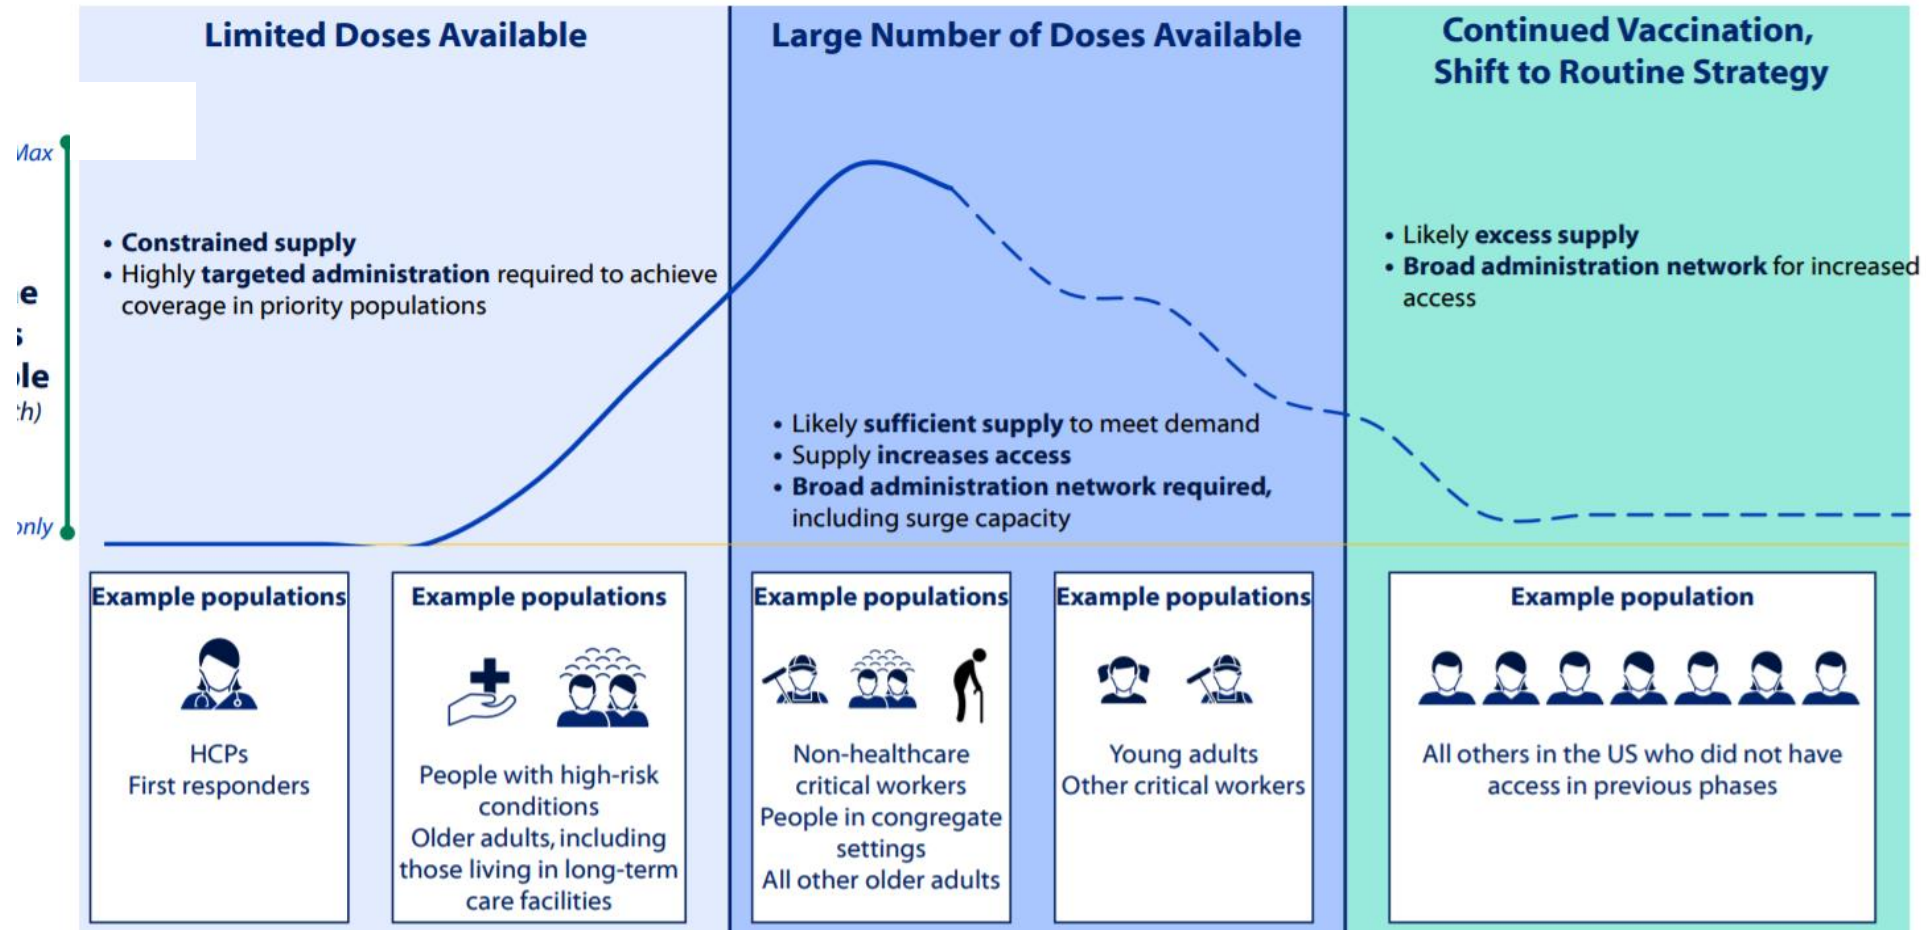 Limited Doses Available
Large Number of Doses Available
Continued Vaccination,
Shift to Routine Strategy
Max
• Constrained supply
• Highly targeted administration required to achieve
coverage in priority populations
• Likely sufficient supply to meet demand
• Supply increases access
• Broad administration network required,
including surge capacity
• Likely excess supply
• Broad administration network for increased
access
Example populations
HCPs
First responders
Example populations
People with high-risk
conditions
Older adults, including
those living in long-term
care facilities
Example populations
Non-healthcare
critical workers
People in congregate
settings
All other older adults
Example populations
Young adults
Other critical workers
Example population
All others in the US who did not have
access in previous phases